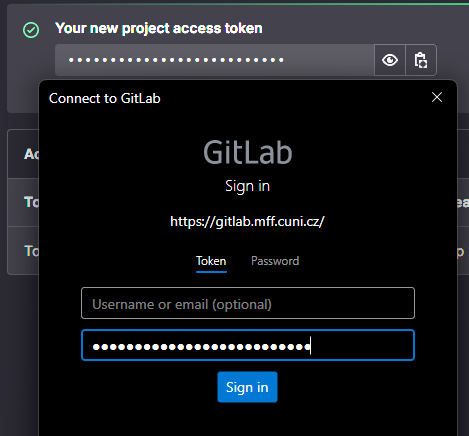 Your new project access token
Connect to GitLab
GitLab
Sign in
https://gitlab.mff.cuni.cz/
Token Password
Username or email (optional)
Sign in